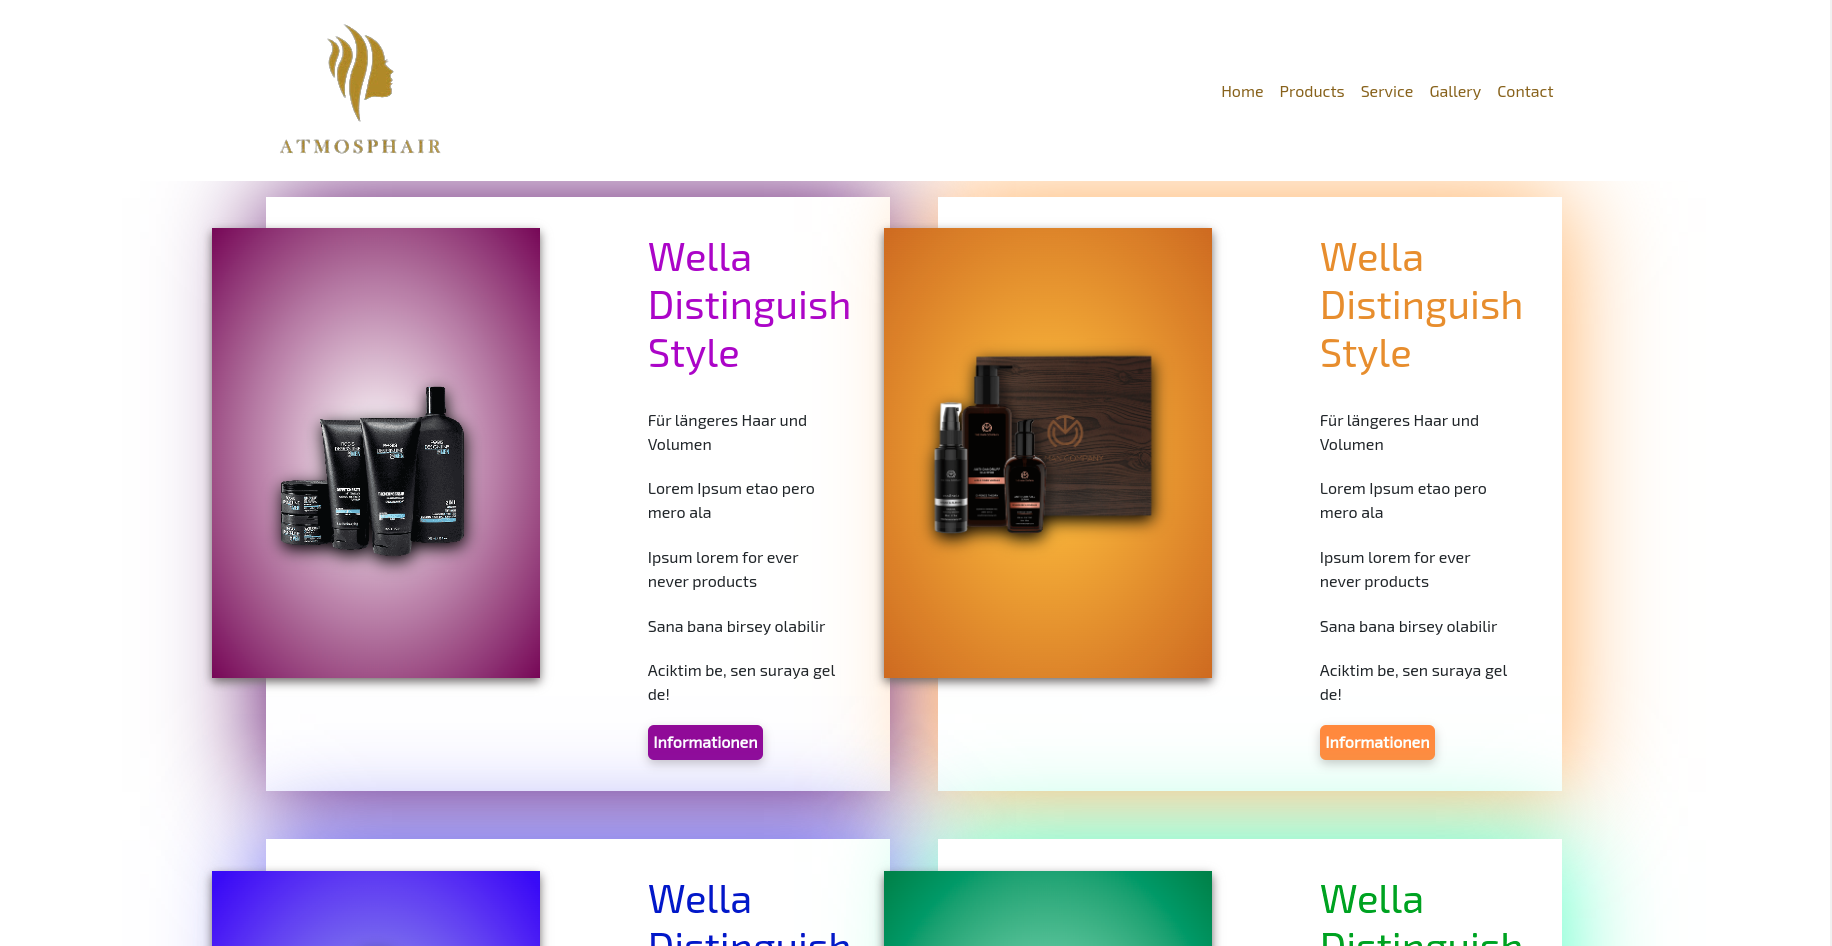 ATMOSPHAIR
Home Products Service Gallery Contact
Wella
Distinguish
Style
Für längeres Haar und
Volumen
Lorem Ipsum etao pero
mero ala
Ipsum lorem for ever
never products
Sana bana birsey olabilir
Aciktim be, sen suraya gel
de!
Informationen
Wella
Distinguish
Style
Für längeres Haar und
Volumen
Lorem Ipsum etao pero
mero ala
Ipsum lorem for ever
never products
Sana bana birsey olabilir
Aciktim be, sen suraya gel
de!
Informationen
Wella
Distinguish
Wella
Distinguish